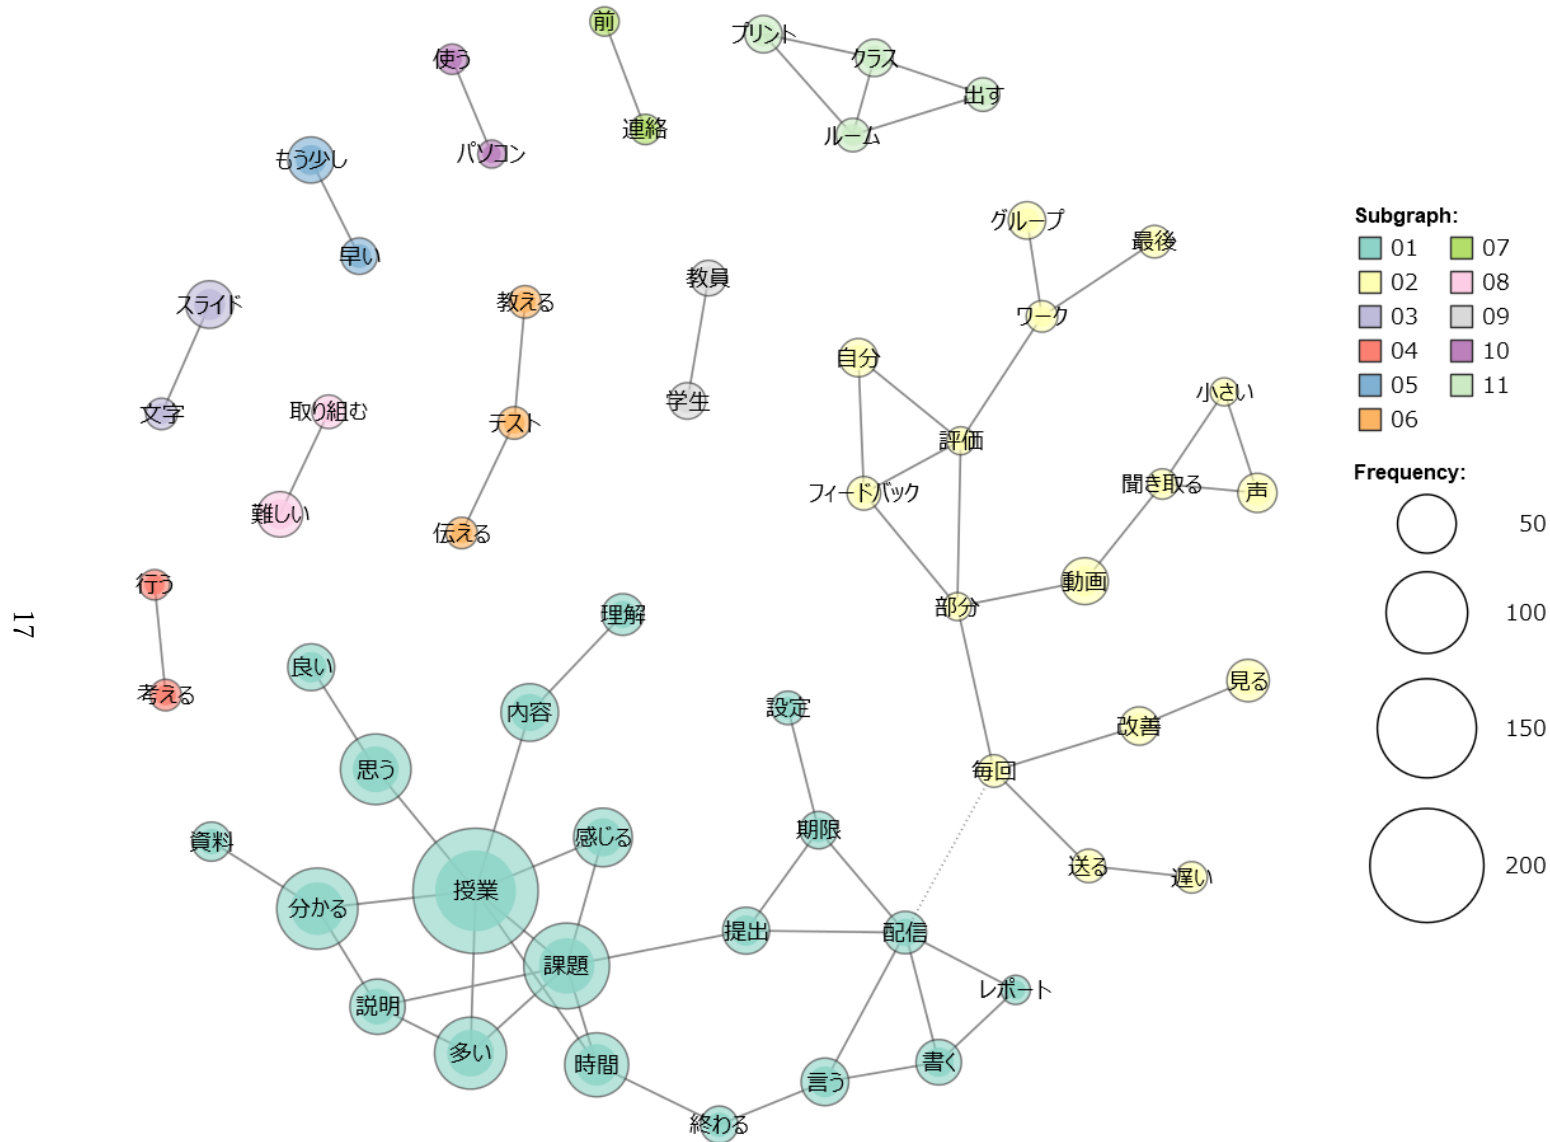 前
プリント
クラス
使う
出す
連絡
ルーム
パソコン
もう少し
早い
グループ
最後
教員
教える
スライド
ワーク
自分
小さい
学生
取り組む
文字
テスト
評価
聞き取る
声
フィードバック
難しい
伝える
動画
行う
部分
理解
良い
考える
見る
設定
内容
改善
思う
毎回
期限
感じる
資料
送る
遅い
授業
分かる
提出
配信
課題
レポート
説明
多い
時間
書く
言う
終わる
Subgraph:
01 07
02 08
03 09
04 10
05 11
06
Frequency:
50
100
150
200
17